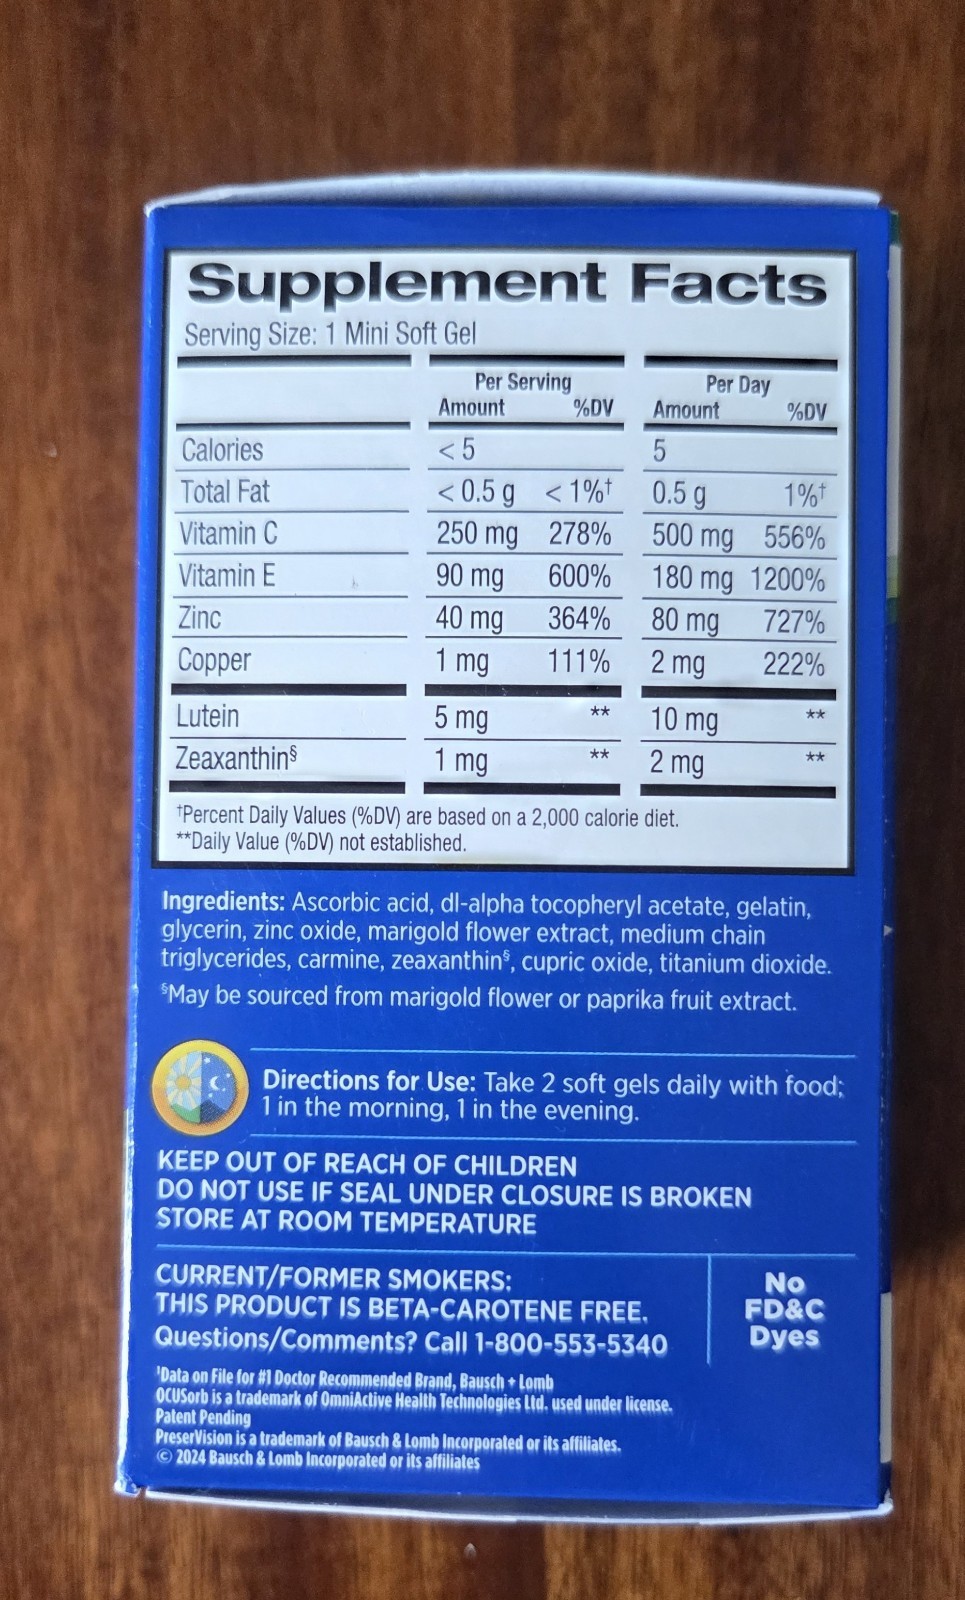 Supplement Facts
Serving Size: 1 Mini Soft Gel
Per Serving Per Day
Amount %DV Amount %DV
Calories < 5 5
Total Fat < 0.5 g < 1%† 0.5 g 1%†
Vitamin C 250 mg 278% 500 mg 556%
Vitamin E 90 mg 600% 180 mg 1200%
Zinc 40 mg 364% 80 mg 727%
Copper 1 mg 111% 2 mg 222%
Lutein 5 mg ** 10 mg **
Zeaxanthin§ 1 mg ** 2 mg **
†Percent Daily Values (%DV) are based on a 2,000 calorie diet.
**Daily Value (%DV) not established.
Ingredients: Ascorbic acid, dl-alpha tocopheryl acetate, gelatin,
glycerin, zinc oxide, marigold flower extract, medium chain
triglycerides, carmine, zeaxanthin§, cupric oxide, titanium dioxide.
§May be sourced from marigold flower or paprika fruit extract.
Directions for Use: Take 2 soft gels daily with food;
1 in the morning, 1 in the evening.
KEEP OUT OF REACH OF CHILDREN
DO NOT USE IF SEAL UNDER CLOSURE IS BROKEN
STORE AT ROOM TEMPERATURE
CURRENT/FORMER SMOKERS:
THIS PRODUCT IS BETA-CAROTENE FREE.
Questions/Comments? Call 1-800-553-5340
No
FD&C
Dyes
¹Data on File for #1 Doctor Recommended Brand, Bausch + Lomb
OCUSorb is a trademark of OmniActive Health Technologies Ltd. used under license.
Patent Pending
PreserVision is a trademark of Bausch & Lomb Incorporated or its affiliates.
© 2024 Bausch & Lomb Incorporated or its affiliates